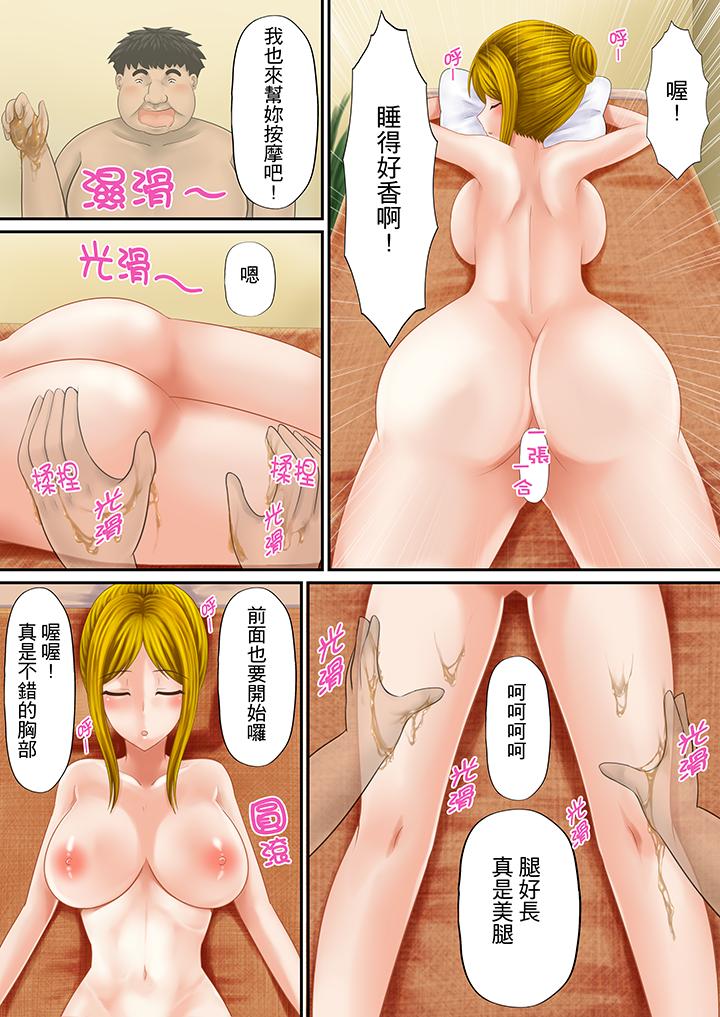 喔！
睡得好香啊！
呼～
呼～
一張
一合
我也來幫妳按摩吧！
濕滑～
光滑～
嗯
揉捏
光滑
揉捏
光滑
光滑
呵呵呵呵
光滑
光滑
光滑
腿好長
真是美腿
呼～
前面也要開始囉
喔喔！
真是不錯的胸部
呼～
圓滾